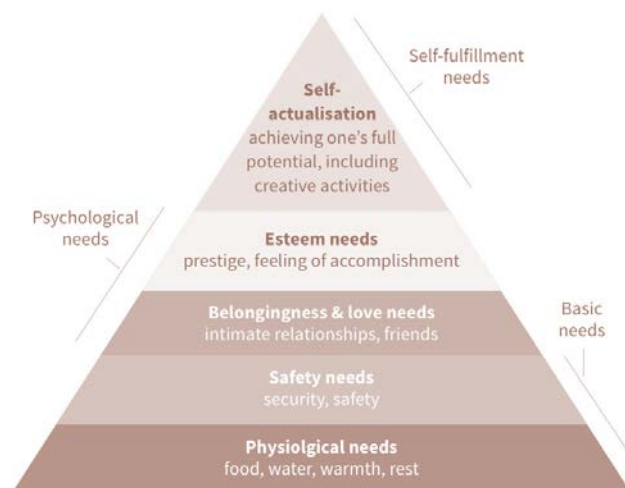 Self-fulfillment
needs
Self-
actualisation
achieving one's full
potential, including
creative activities
Psychological
needs
Esteem needs
prestige, feeling of accomplishment
Belongingness & love needs
intimate relationships, friends
Basic
needs
Safety needs
security, safety
Physiolgical needs
food, water, warmth, rest